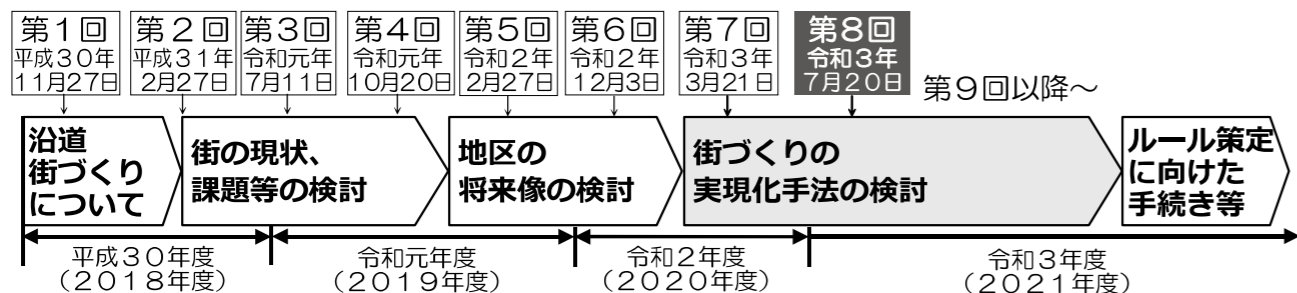 第1回
平成30年
11月27日
第2回
平成31年
2月27日
第3回
令和元年
7月11日
第4回
令和元年
10月20日
第5回
令和2年
2月27日
第6回
令和2年
12月3日
第7回
令和3年
3月21日
第8回
令和3年
7月20日
第9回以降~
沿道
街づくり
について
街の現状、
課題等の検討
地区の
将来像の検討
街づくりの
実現化手法の検討
ルール策定
に向けた
手続き等
平成30年度
(2018年度)
令和元年度
(2019年度)
令和2年度
(2020年度)
令和3年度
(2021年度)